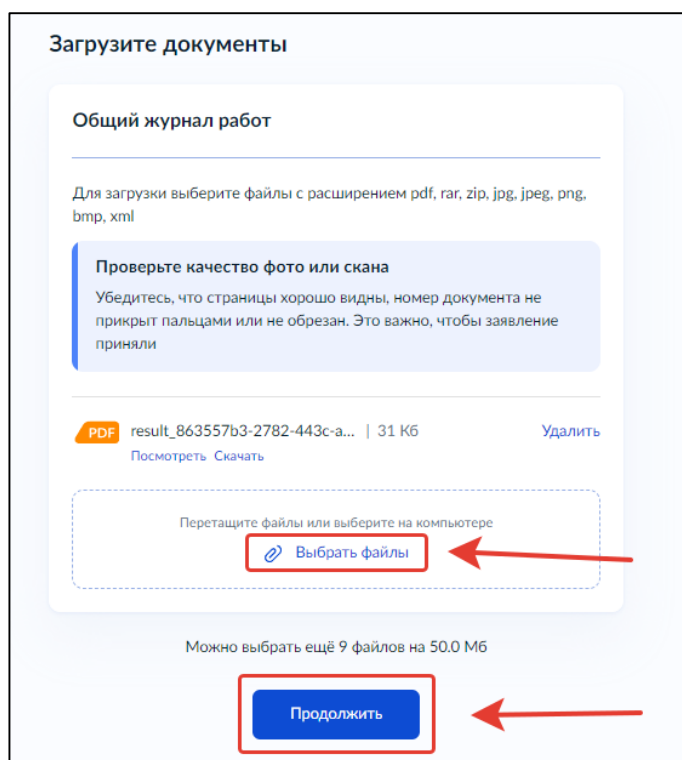 Загрузите документы
Общий журнал работ
Для загрузки выберите файлы с расширением pdf, rar, zip, jpg, jpeg, png,
bmp, xml
Проверьте качество фото или скана
Убедитесь, что страницы хорошо видны, номер документа не
прикрыт пальцами или не обрезан. Это важно, чтобы заявление
приняли
PDF result_863557b3-2782-443c-a... | 31 Кб Удалить
Посмотреть Скачать
Перетащите файлы или выберите на компьютере
Выбрать файлы
Можно выбрать ещё 9 файлов на 50.0 Мб
Продолжить